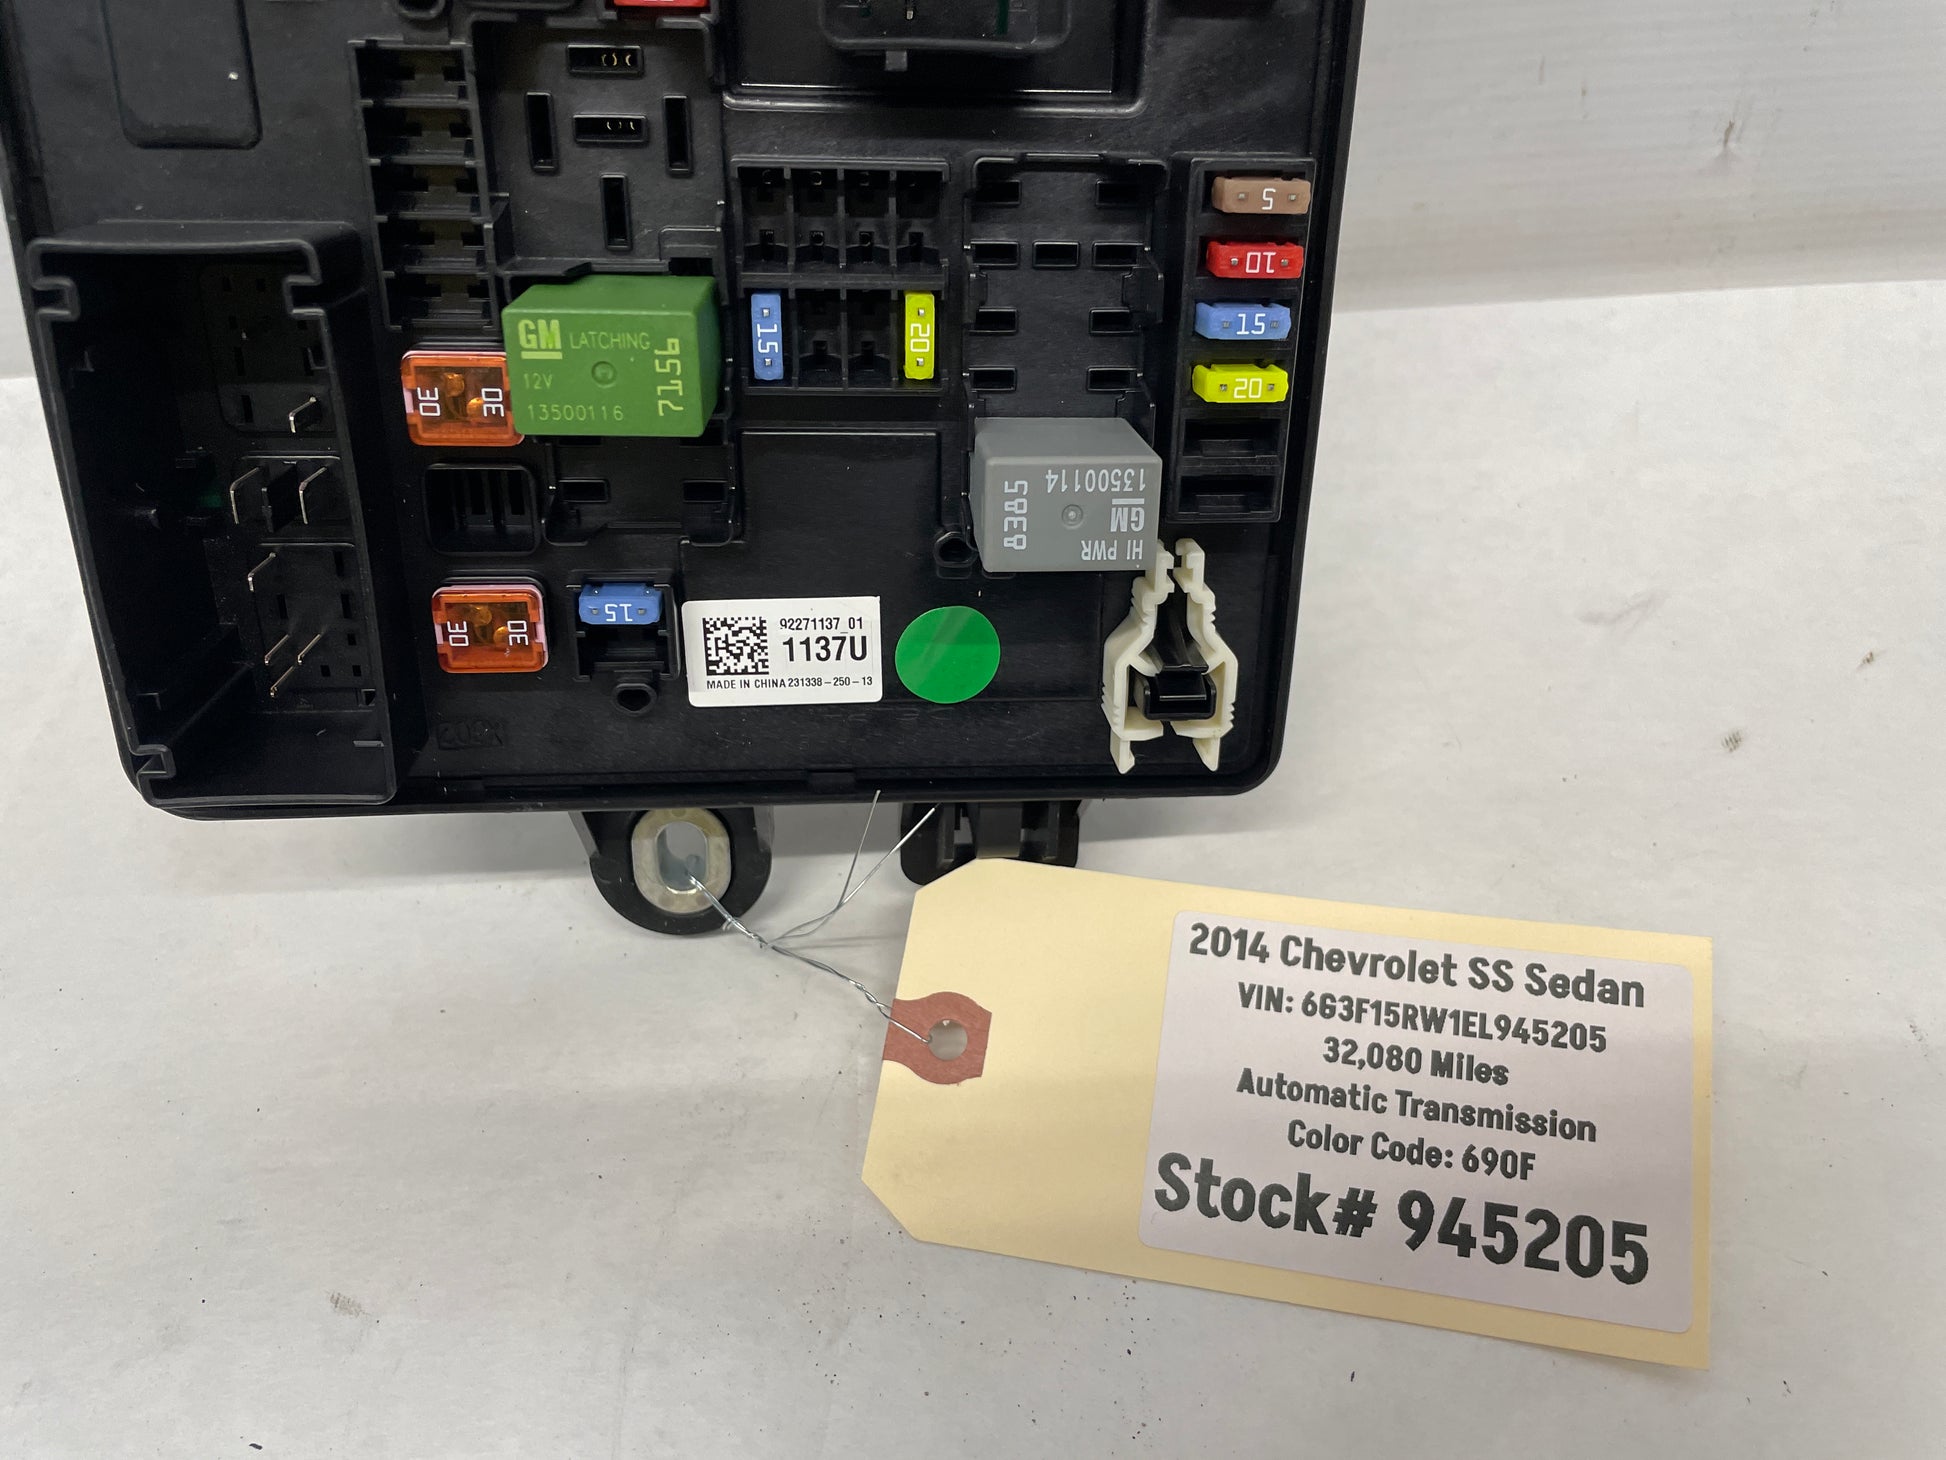 5
10
15
20
15
20
GM LATCHING
12V
13500116
7156
30 30
13500114
GM
HI PWR
8385
30 30
15
92271137_01
1137U
MADE IN CHINA 231338-250-13
2014 Chevrolet SS Sedan
VIN: 6G3F15RW1EL945205
32,080 Miles
Automatic Transmission
Color Code: 690F
Stock# 945205